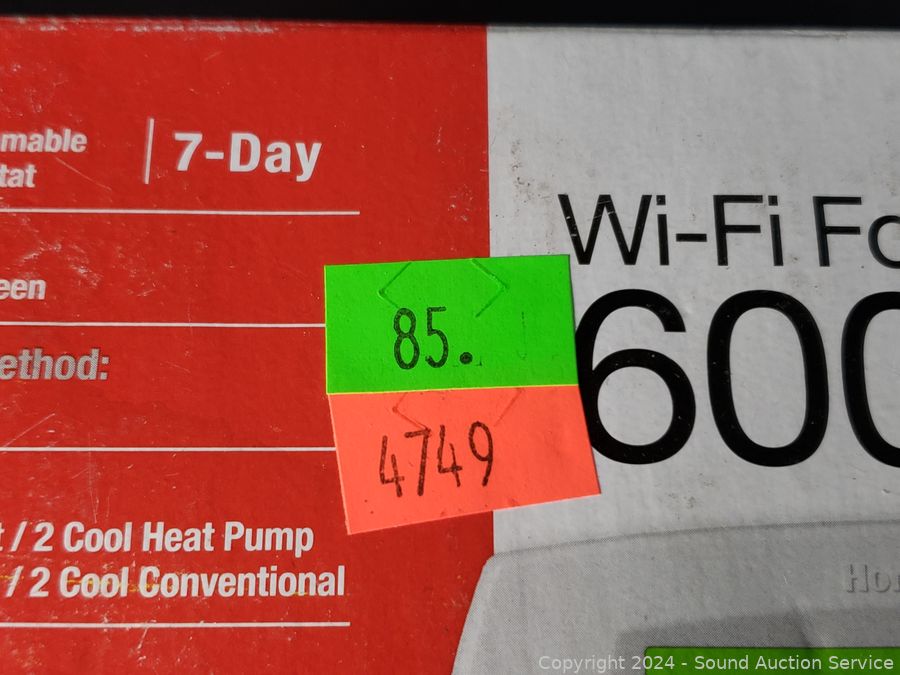 mable
tat
7-Day
een
ethod:
/ 2 Cool Heat Pump
/ 2 Cool Conventional
85.
4749
Wi-Fi Fo
600
Ho
Copyright 2024 - Sound Auction Service